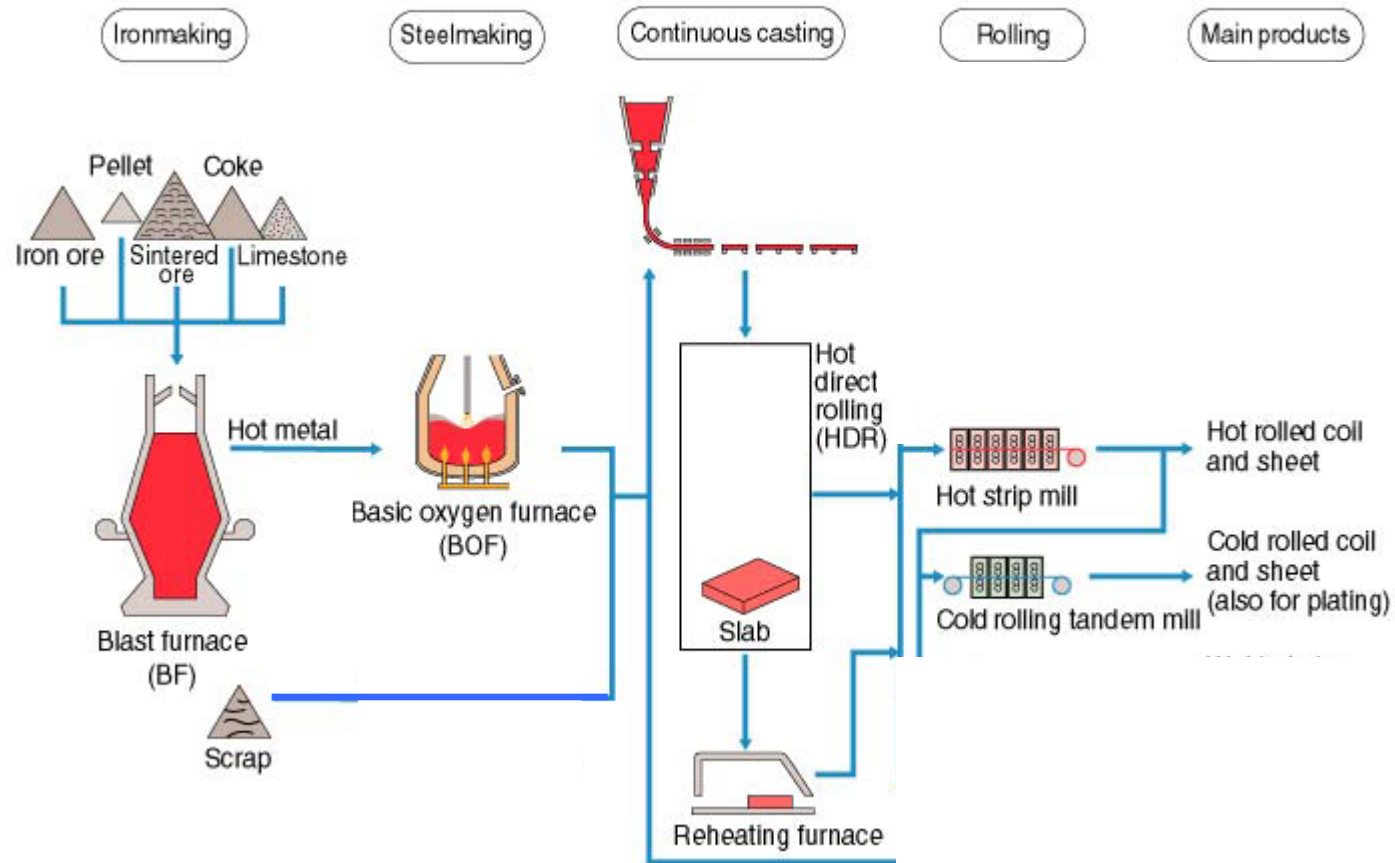 Ironmaking
Steelmaking
Continuous casting
Rolling
Main products
Pellet
Coke
Iron ore
Sintered
ore
Limestone
Hot metal
Blast furnace
(BF)
Scrap
Basic oxygen furnace
(BOF)
Hot
direct
rolling
(HDR)
Slab
Reheating furnace
Hot strip mill
Cold rolling tandem mill
Hot rolled coil
and sheet
Cold rolled coil
and sheet
(also for plating)